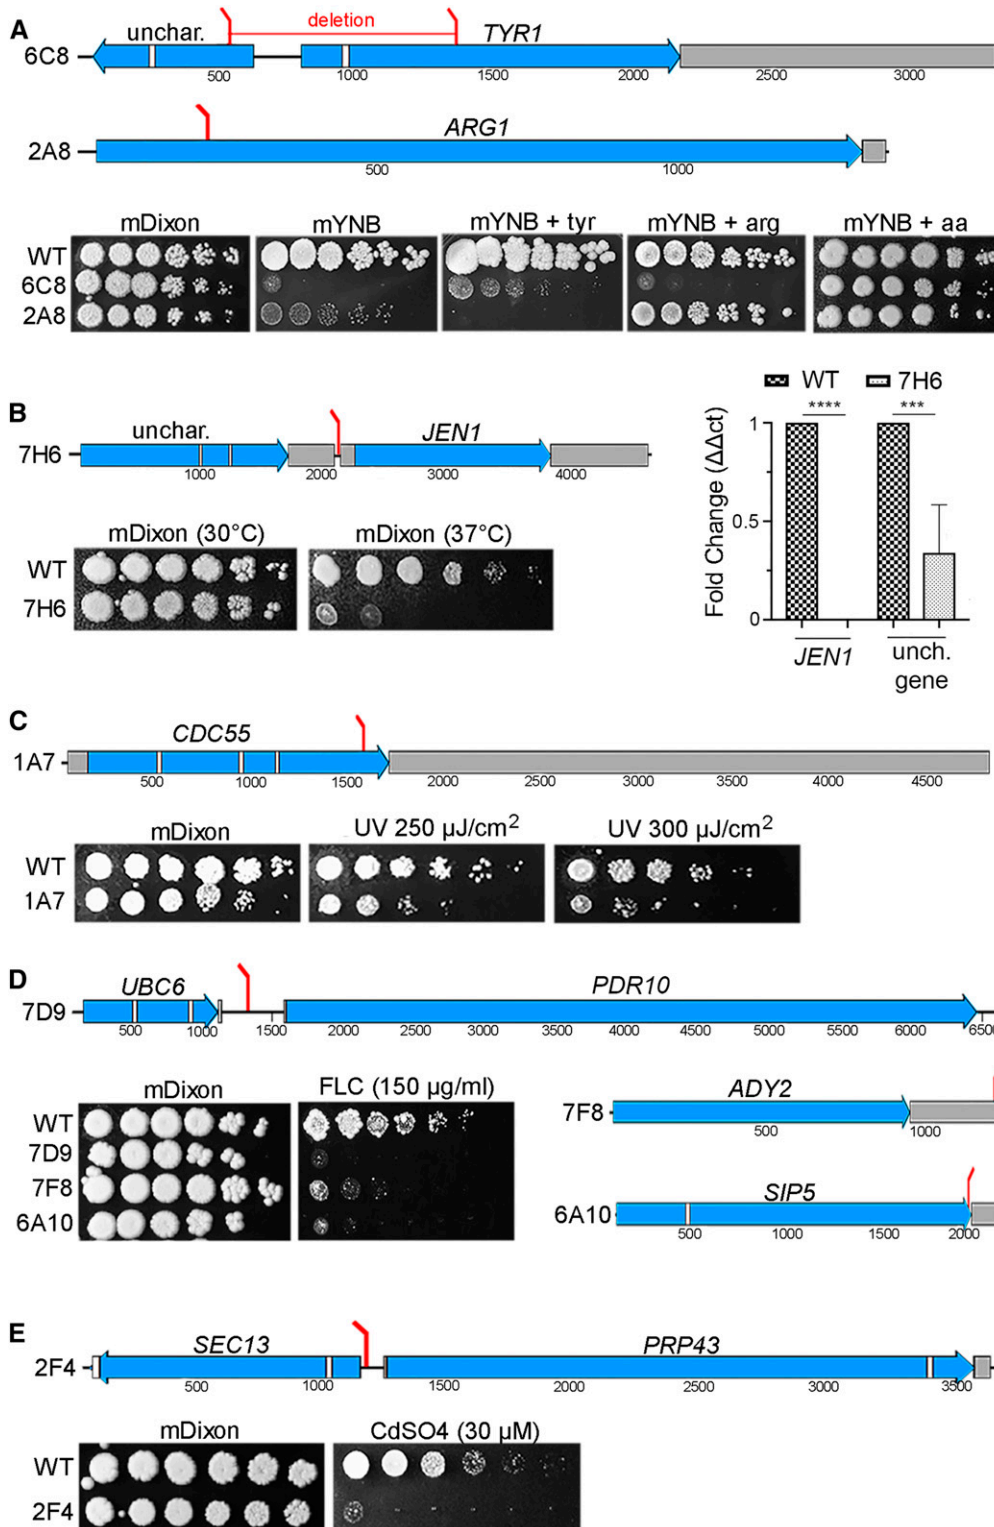 A
unchar.
deletion
TYR1
6C8
500 1000 1500 2000 2500 3000
ARG1
2A8
500 1000
mDixon mYNB mYNB + tyr mYNB + arg mYNB + aa
WT
6C8
2A8
B
unchar. JEN1
7H6
1000 2000 3000 4000
mDixon (30°C) mDixon (37°C)
WT
7H6
WT 7H6
**** ***
Fold Change (ΔΔct)
1
0.5
0
JEN1 unch.
gene
C
CDC55
1A7
500 1000 1500 2000 2500 3000 3500 4000 4500
mDixon UV 250 µJ/cm2 UV 300 µJ/cm2
WT
1A7
D
UBC6 PDR10
7D9
500 1000 1500 2000 2500 3000 3500 4000 4500 5000 5500 6000 6500
mDixon FLC (150 µg/ml)
WT
7D9
7F8
6A10
ADY2
7F8
500 1000
SIP5
6A10
500 1000 1500 2000
E
SEC13 PRP43
2F4
500 1000 1500 2000 2500 3000 3500
mDixon CdSO4 (30 µM)
WT
2F4